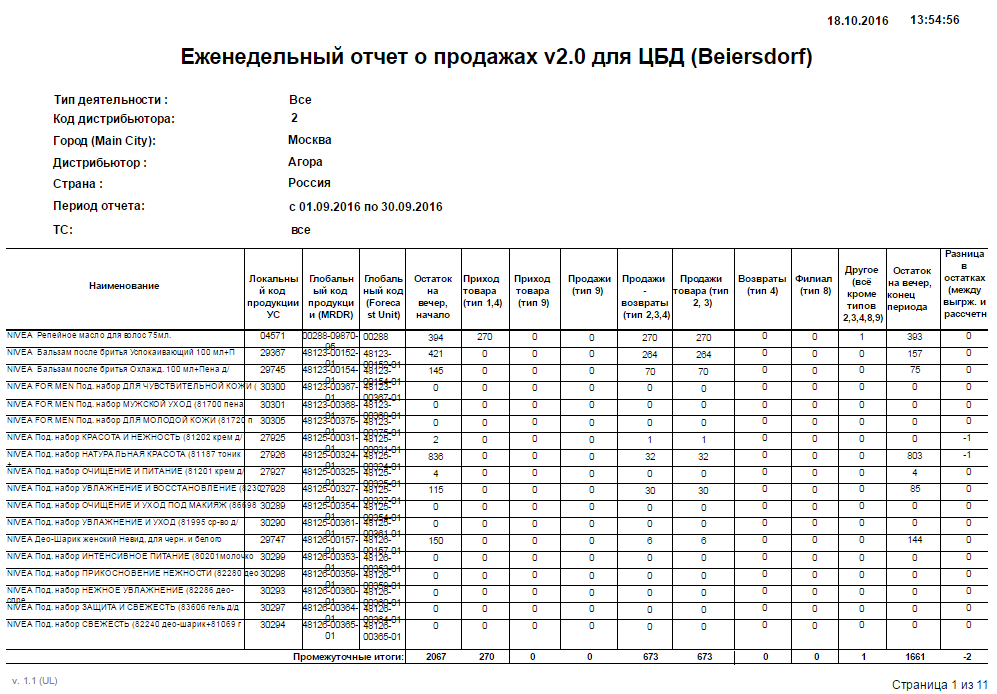 18.10.2016 13:54:56
Еженедельный отчет о продажах v2.0 для ЦБД (Beiersdorf)
Тип деятельности : Все
Код дистрибьютора: 2
Город (Main City): Москва
Дистрибьютор : Агора
Страна : Россия
Период отчета: с 01.09.2016 по 30.09.2016
ТС: все
Наименование | Локальны й код продукции УС | Глобальн ый код продукци и (MRDR) | Глобаль ный код (Foreca st Unit) | Остаток на вечер, начало | Приход товара (тип 1,4) | Приход товара (тип 9) | Продажи (тип 9) | Продажи - возвраты (тип 2,3,4) | Продажи товара (тип 2, 3) | Возвраты (тип 4) | Филиал (тип 8) | Другое (всё кроме типов 2,3,4,8,9) | Остаток на вечер, конец периода | Разница в остатках (между выгрж. и рассчетн
NIVEA Репейное масло для волос 75мл. 04571 00288-09870- 00288 394 270 0 0 270 270 0 0 1 393 0
NIVEA Бальзам после бритья Успокаивающий 100 мл+П 29367 48123-00152-01 48123-00152-01 421 0 0 0 264 264 0 0 0 157 0
NIVEA Бальзам после бритья Охлажд. 100 мл+Пена д/ 29745 48123-00154-01 48123-00154-01 145 0 0 0 70 70 0 0 0 75 0
NIVEA FOR MEN Под. набор ДЛЯ ЧУВСТВИТЕЛЬНОЙ КОЖИ ( 30300 48123-00367-01 48123-00367-01 0 0 0 0 0 0 0 0 0 0 0
NIVEA FOR MEN Под. набор МУЖСКОЙ УХОД (81700 пена 30301 48123-00368-01 48123-00368-01 0 0 0 0 0 0 0 0 0 0 0
NIVEA FOR MEN Под. набор ДЛЯ МОЛОДОЙ КОЖИ (81720 п 30305 48123-00375-01 48123-00375-01 0 0 0 0 0 0 0 0 0 0 0
NIVEA Под. набор КРАСОТА И НЕЖНОСТЬ (81202 крем д/ 27925 48125-00031-01 48125-00031-01 2 0 0 0 1 1 0 0 0 0 -1
NIVEA Под. набор НАТУРАЛЬНАЯ КРАСОТА (81187 тоник + 27926 48125-00324-01 48125-00324-01 836 0 0 0 32 32 0 0 0 803 -1
NIVEA Под. набор ОЧИЩЕНИЕ И ПИТАНИЕ (81201 крем д/ 27927 48125-00325-01 48125-00325-01 4 0 0 0 0 0 0 0 0 4 0
NIVEA Под. набор УВЛАЖНЕНИЕ И ВОССТАНОВЛЕНИЕ (8230 27928 48125-00327-01 48125-00327-01 115 0 0 0 30 30 0 0 0 85 0
NIVEA Под. набор ОЧИЩЕНИЕ И УХОД ПОД МАКИЯЖ (86698 30289 48125-00354-01 48125-00354-01 0 0 0 0 0 0 0 0 0 0 0
NIVEA Под. набор УВЛАЖНЕНИЕ И УХОД (81995 ср-во д/ 30290 48125-00361-01 48125-00361-01 0 0 0 0 0 0 0 0 0 0 0
NIVEA Део-Шарик женский Невид. для черн. и белого 29747 48126-00157-01 48126-00157-01 150 0 0 0 6 6 0 0 0 144 0
NIVEA Под. набор ИНТЕНСИВНОЕ ПИТАНИЕ (80201молочко 30299 48126-00353-01 48126-00353-01 0 0 0 0 0 0 0 0 0 0 0
NIVEA Под. набор ПРИКОСНОВЕНИЕ НЕЖНОСТИ (82280 део 30298 48126-00359-01 48126-00359-01 0 0 0 0 0 0 0 0 0 0 0
NIVEA Под. набор НЕЖНОЕ УВЛАЖНЕНИЕ (82286 део-спре 30293 48126-00360-01 48126-00360-01 0 0 0 0 0 0 0 0 0 0 0
NIVEA Под. набор ЗАЩИТА И СВЕЖЕСТЬ (83606 гель д/д 30297 48126-00364-01 48126-00364-01 0 0 0 0 0 0 0 0 0 0 0
NIVEA Под. набор СВЕЖЕСТЬ (82240 део-шарик+81069 г 30294 48126-00365-01 48126-00365-01 0 0 0 0 0 0 0 0 0 0 0
Промежуточные итоги: 2067 270 0 0 673 673 0 0 1 1661 -2
v. 1.1 (UL)
Страница 1 из 11